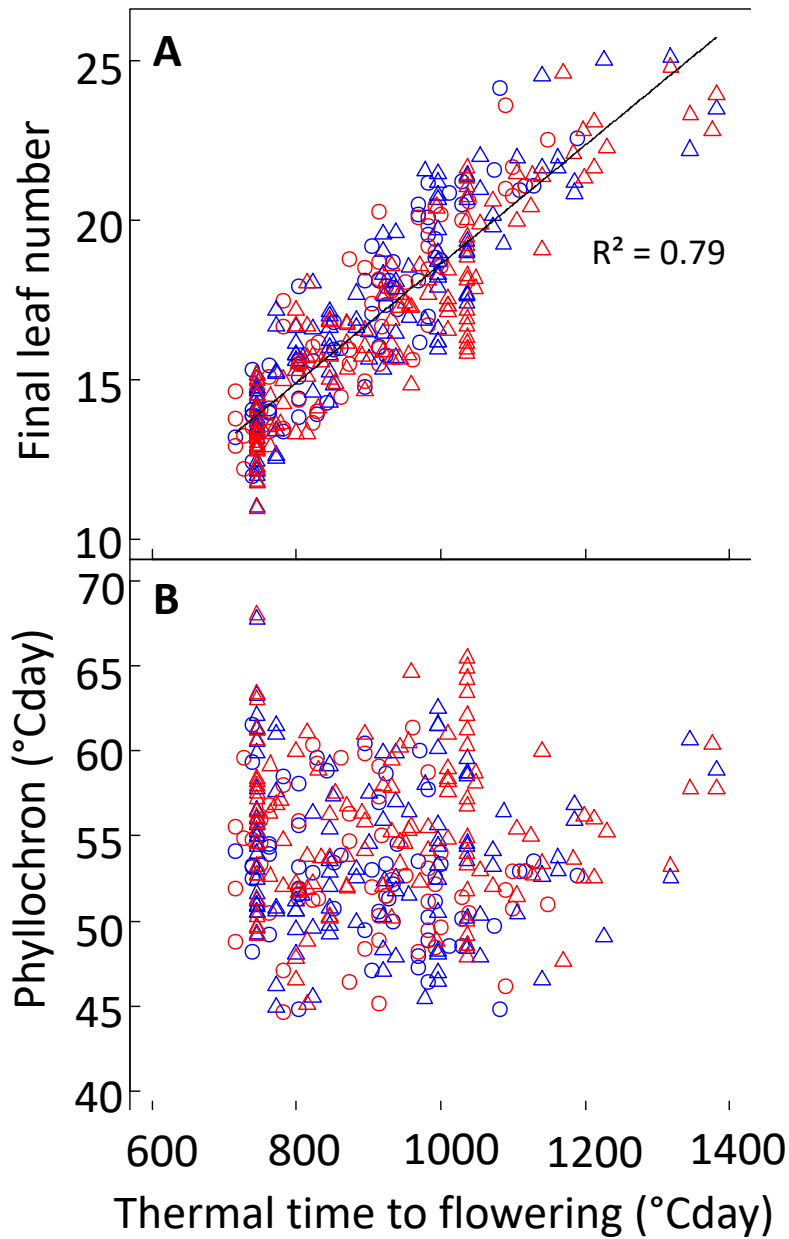 A
25
20
15
10
Final leaf number
R² = 0.79
B
70
65
60
55
50
45
40
Phyllochron (°Cday)
600 800 1000 1200 1400
Thermal time to flowering (°Cday)